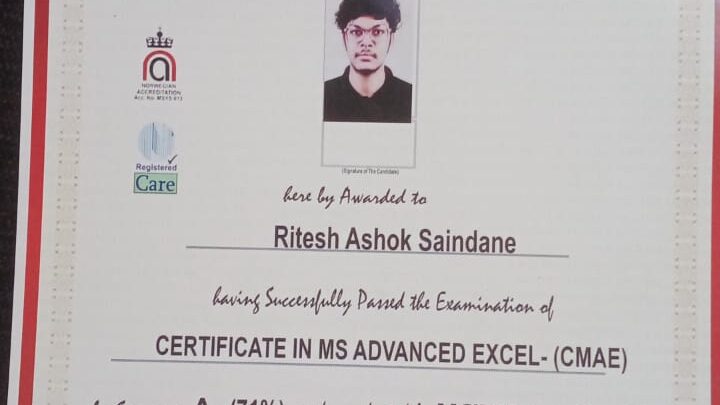 NORWEGIAN
ACCREDITATION
(Signature of The Candidate)
Registered
Care
here by Awarded to
Ritesh Ashok Saindane
having Successfully Passed the Examination of
CERTIFICATE IN MS ADVANCED EXCEL- (CMAE)